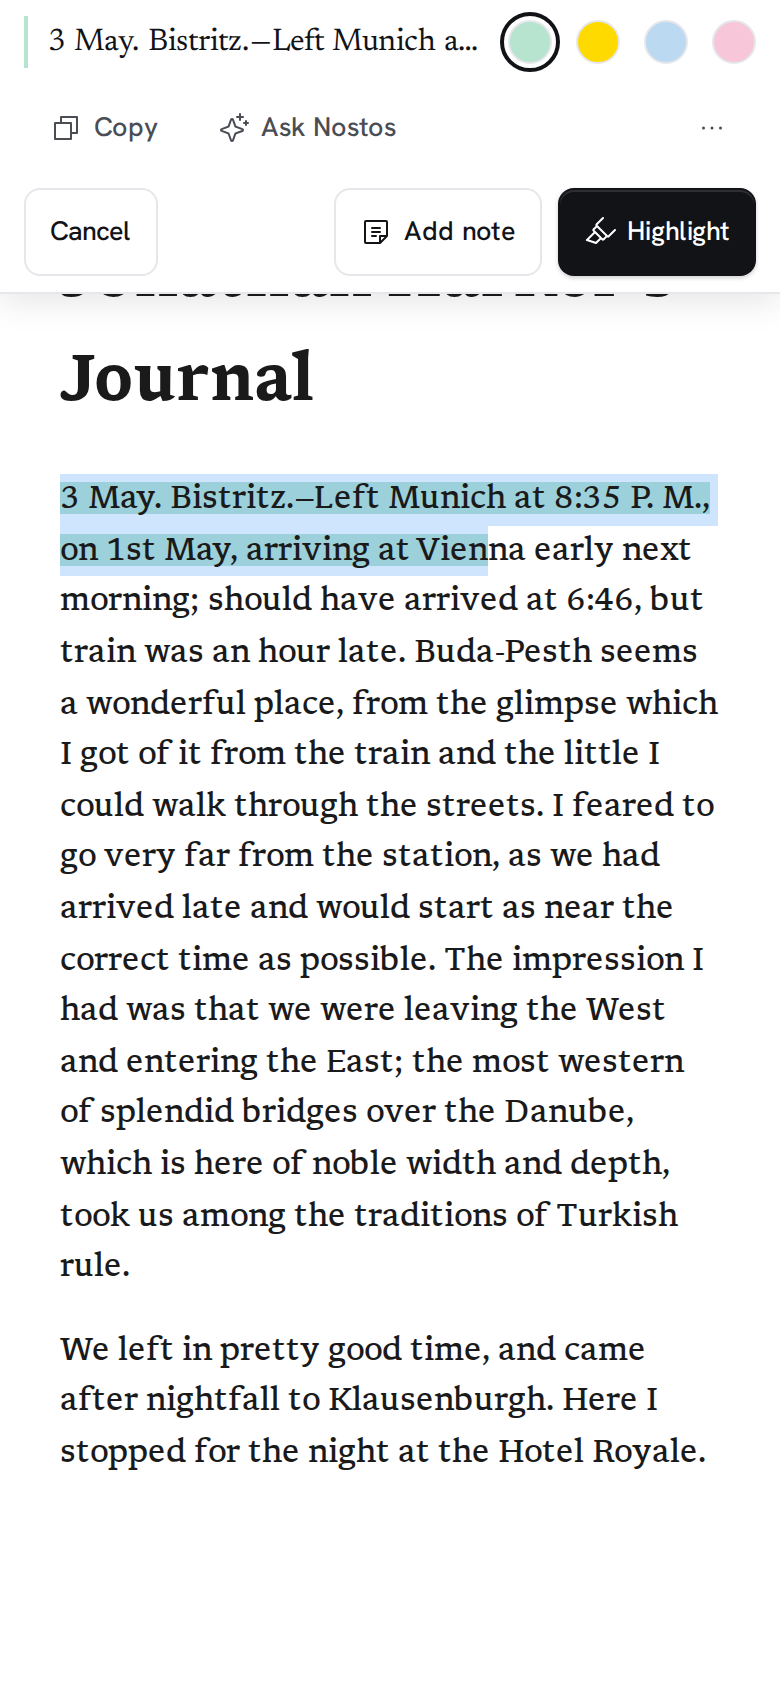 3 May. Bistritz.—Left Munich a...
Copy
Ask Nostos
Cancel
Add note
Highlight
Jonathan Harker's
Journal
3 May. Bistritz.—Left Munich at 8:35 P. M.,
on 1st May, arriving at Vienna early next
morning; should have arrived at 6:46, but
train was an hour late. Buda-Pesth seems
a wonderful place, from the glimpse which
I got of it from the train and the little I
could walk through the streets. I feared to
go very far from the station, as we had
arrived late and would start as near the
correct time as possible. The impression I
had was that we were leaving the West
and entering the East; the most western
of splendid bridges over the Danube,
which is here of noble width and depth,
took us among the traditions of Turkish
rule.
We left in pretty good time, and came
after nightfall to Klausenburgh. Here I
stopped for the night at the Hotel Royale.